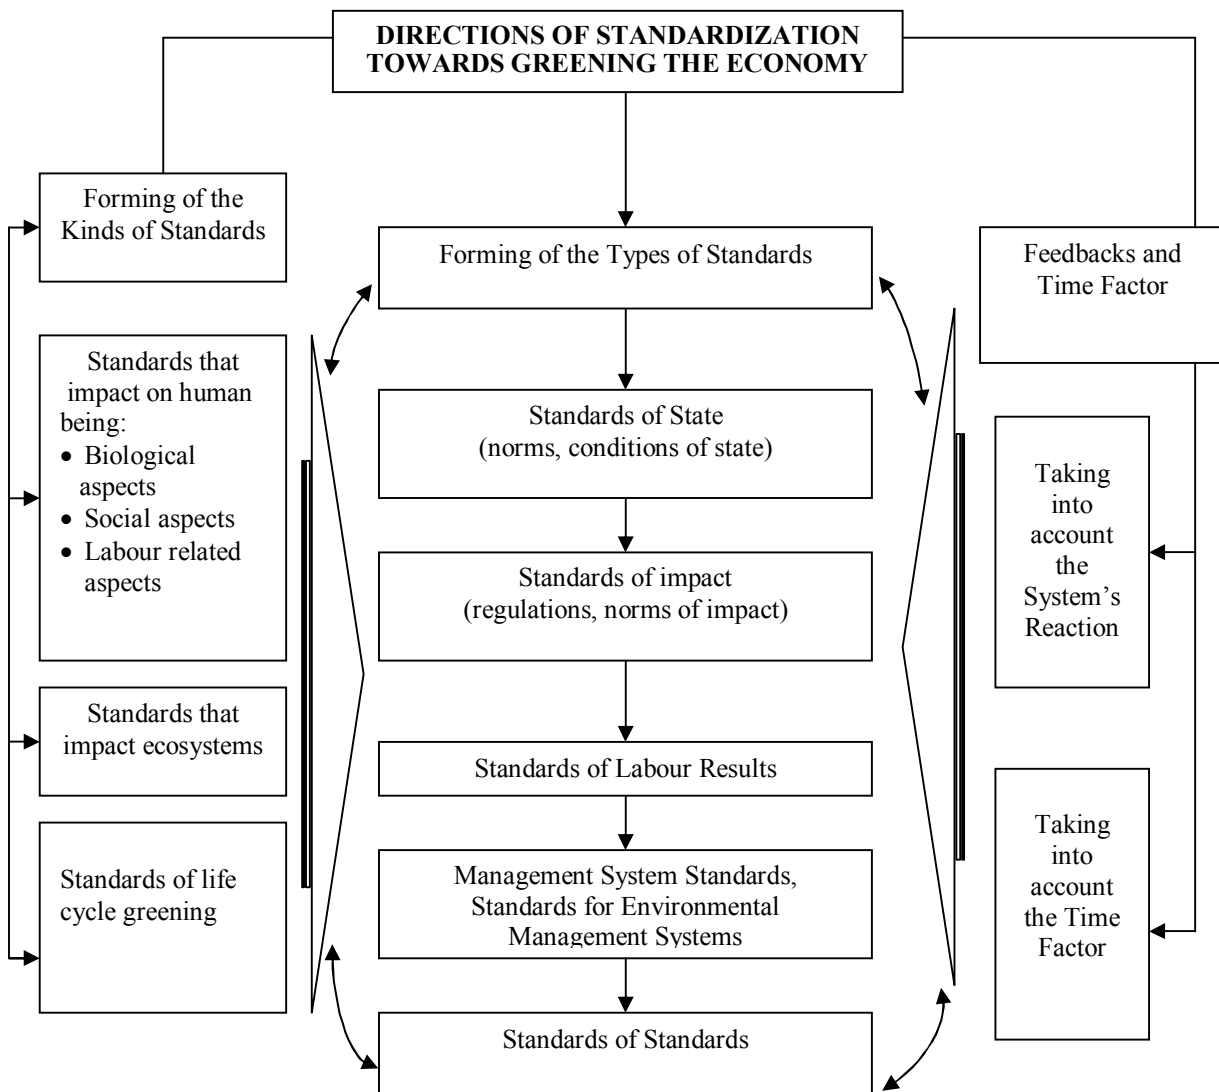 DIRECTIONS OF STANDARDIZATION
TOWARDS GREENING THE ECONOMY
Forming of the
Kinds of Standards
Standards that
impact on human
being:
• Biological
aspects
• Social aspects
• Labour related
aspects
Standards that
impact ecosystems
Standards of life
cycle greening
Forming of the Types of Standards
Standards of State
(norms, conditions of state)
Standards of impact
(regulations, norms of impact)
Standards of Labour Results
Management System Standards,
Standards for Environmental
Management Systems
Standards of Standards
Feedbacks and
Time Factor
Taking
into
account
the
System’s
Reaction
Taking
into
account
the Time
Factor